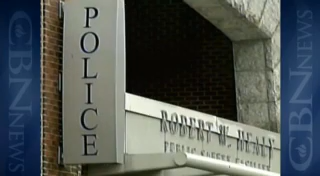 CBN NEWS
POLICE
ROBERT W. HEALY
PUBLIC SAFETY FACILITY
CBN NEWS